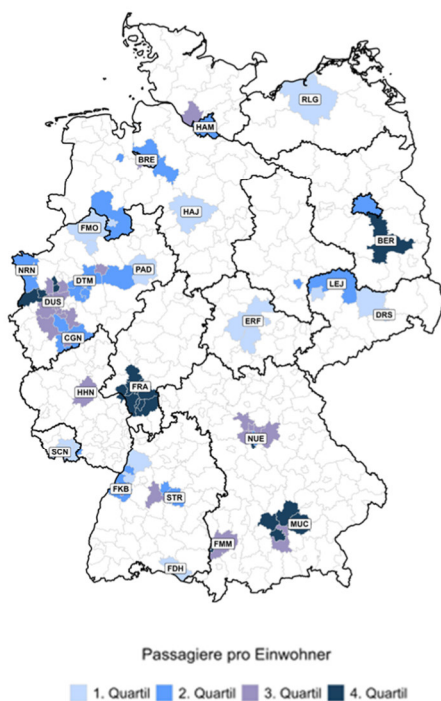 RLG
HAM
BRE
HAJ
FMO
BER
NRN
PAD
DTM
LEJ
DUS
DRS
ERF
CGN
FRA
HHN
NUE
SCN
FKB
STR
MUC
FMM
FDH
Passagiere pro Einwohner
1. Quartil 2. Quartil 3. Quartil 4. Quartil